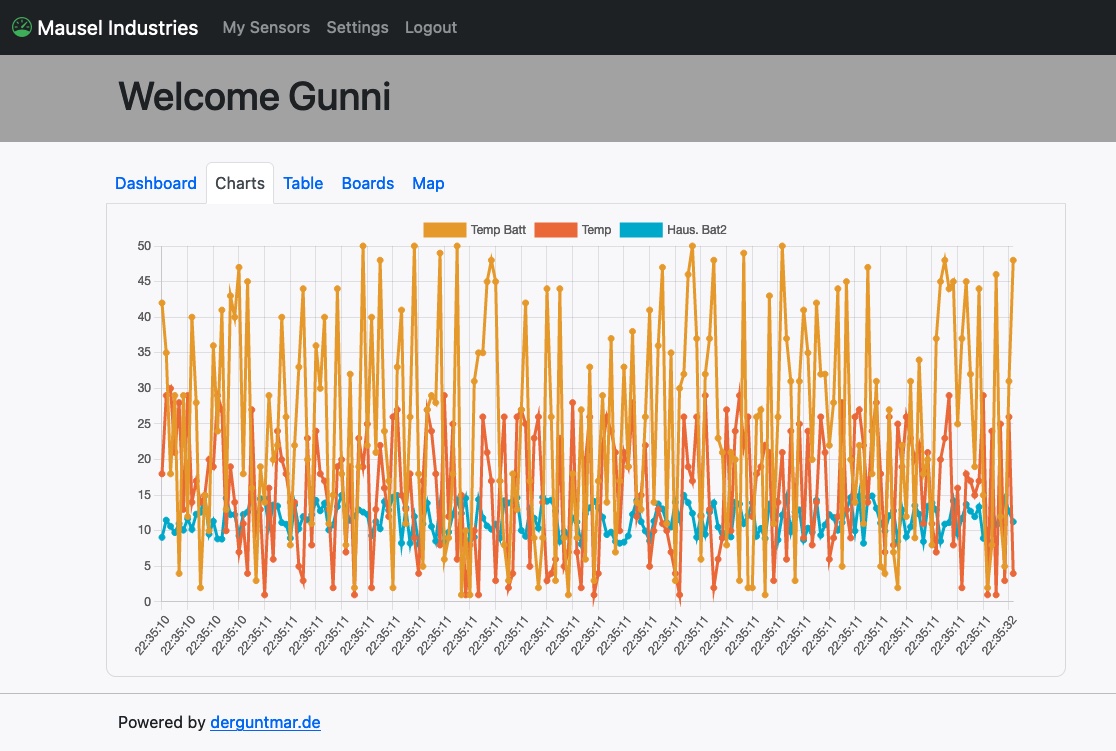 Mausel Industries My Sensors Settings Logout
Welcome Gunni
Dashboard Charts Table Boards Map
Temp Batt Temp Haus. Bat2
50
45
40
35
30
25
20
15
10
5
0
22:35:10 22:35:10 22:35:10 22:35:10 22:35:11 22:35:11 22:35:11 22:35:11 22:35:11 22:35:11 22:35:11 22:35:11 22:35:11 22:35:11 22:35:11 22:35:11 22:35:11 22:35:11 22:35:11 22:35:11 22:35:11 22:35:11 22:35:11 22:35:11 22:35:11 22:35:11 22:35:11 22:35:11 22:35:11 22:35:11 22:35:11 22:35:11 22:35:11 22:35:32
Powered by derguntmar.de